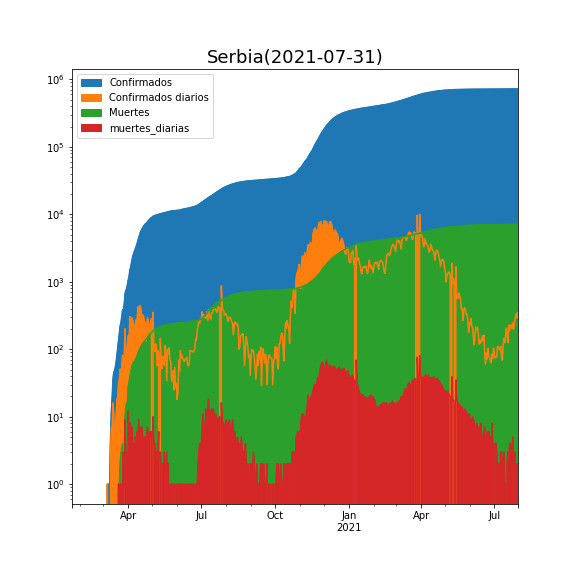 Serbia(2021-07-31)
Confirmados
Confirmados diarios
Muertes
muertes_diarias
10⁶
10⁵
10⁴
10³
10²
10¹
10⁰
Apr Jul Oct Jan Apr Jul
2021